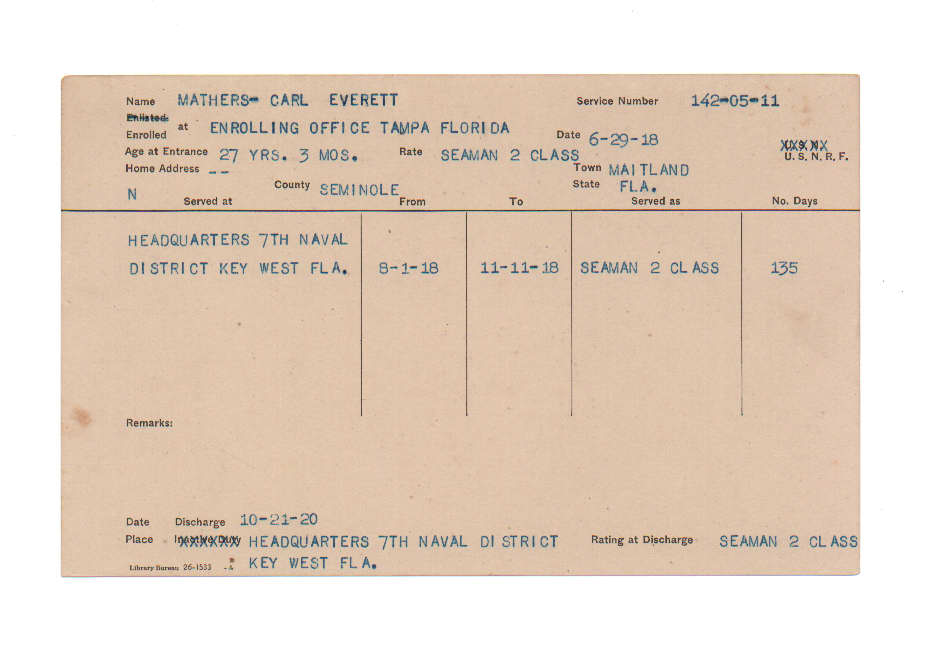 Name MATHERS- CARL EVERETT Service Number 142-05-11
Enlisted
Enrolled at ENROLLING OFFICE TAMPA FLORIDA Date 6-29-18
XXXNX
Age at Entrance 27 YRS. 3 MOS. Rate SEAMAN 2 CLASS U. S. N. R. F.
Home Address -- Town MAITLAND
N County SEMINOLE State FLA.
Served at From To Served as No. Days
HEADQUARTERS 7TH NAVAL
DISTRICT KEY WEST FLA. 8-1-18 11-11-18 SEAMAN 2 CLASS 135
Remarks:
Date Discharge 10-21-20
Place Inactive Duty HEADQUARTERS 7TH NAVAL DISTRICT Rating at Discharge SEAMAN 2 CLASS
Library Bureau 26-1533 KEY WEST FLA.